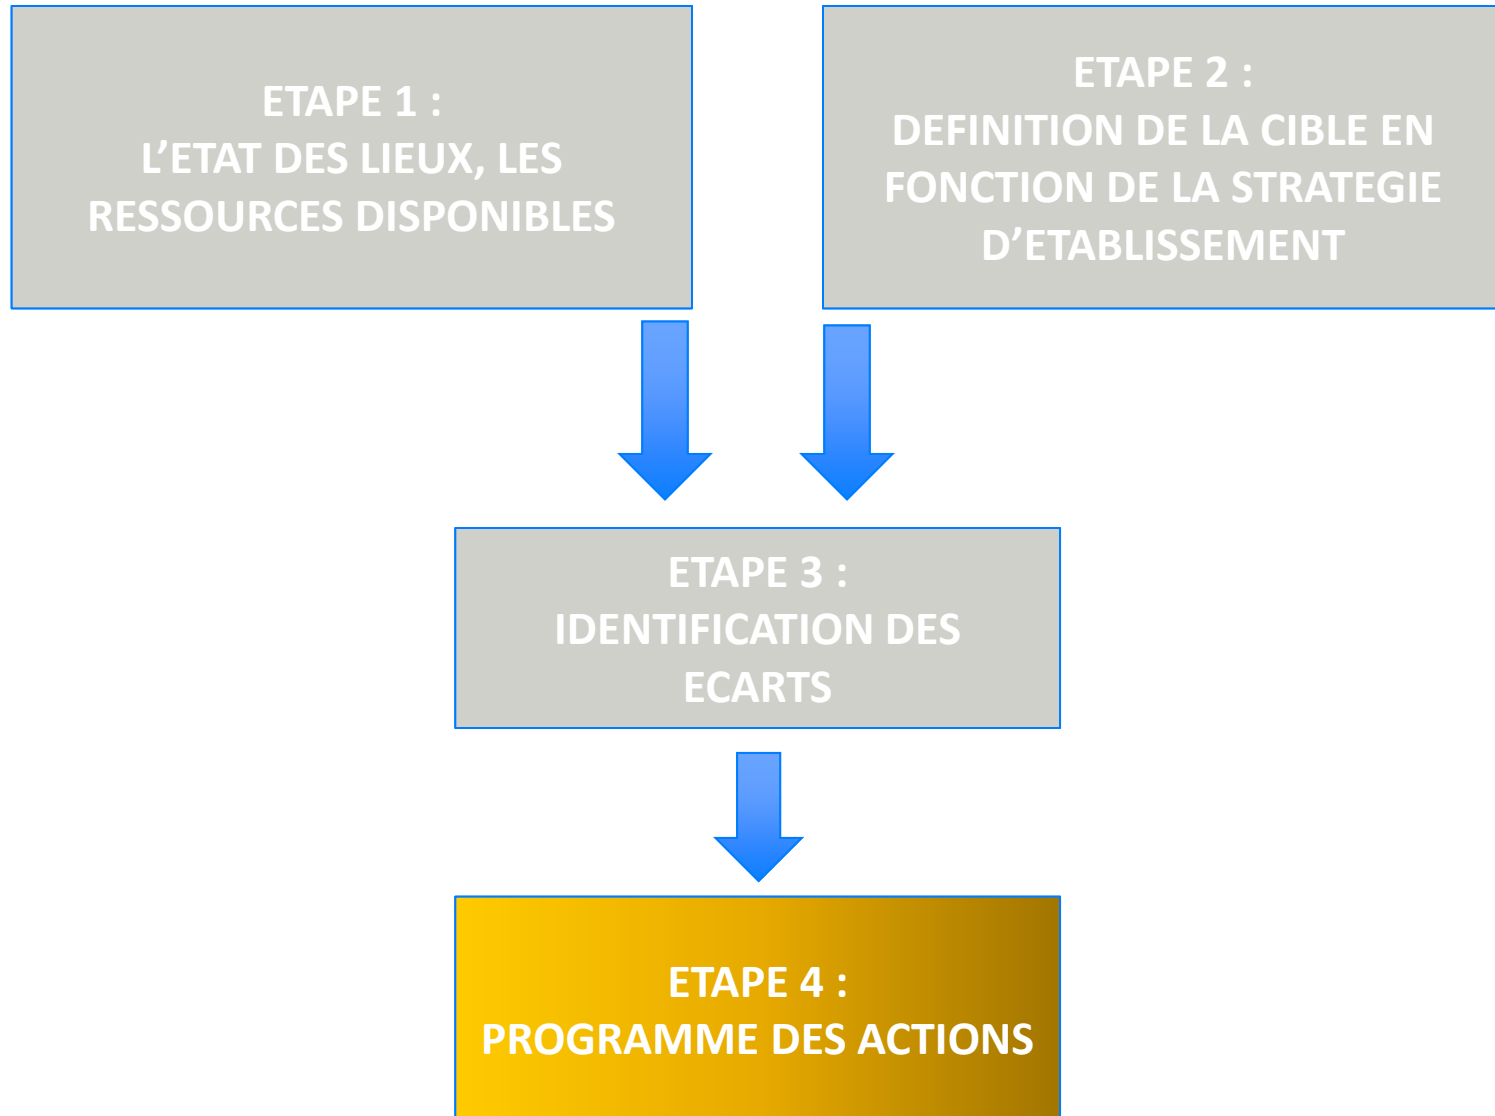 ETAPE 1 :
L’ETAT DES LIEUX, LES
RESSOURCES DISPONIBLES
ETAPE 2 :
DEFINITION DE LA CIBLE EN
FONCTION DE LA STRATEGIE
D’ETABLISSEMENT
ETAPE 3 :
IDENTIFICATION DES
ECARTS
ETAPE 4 :
PROGRAMME DES ACTIONS